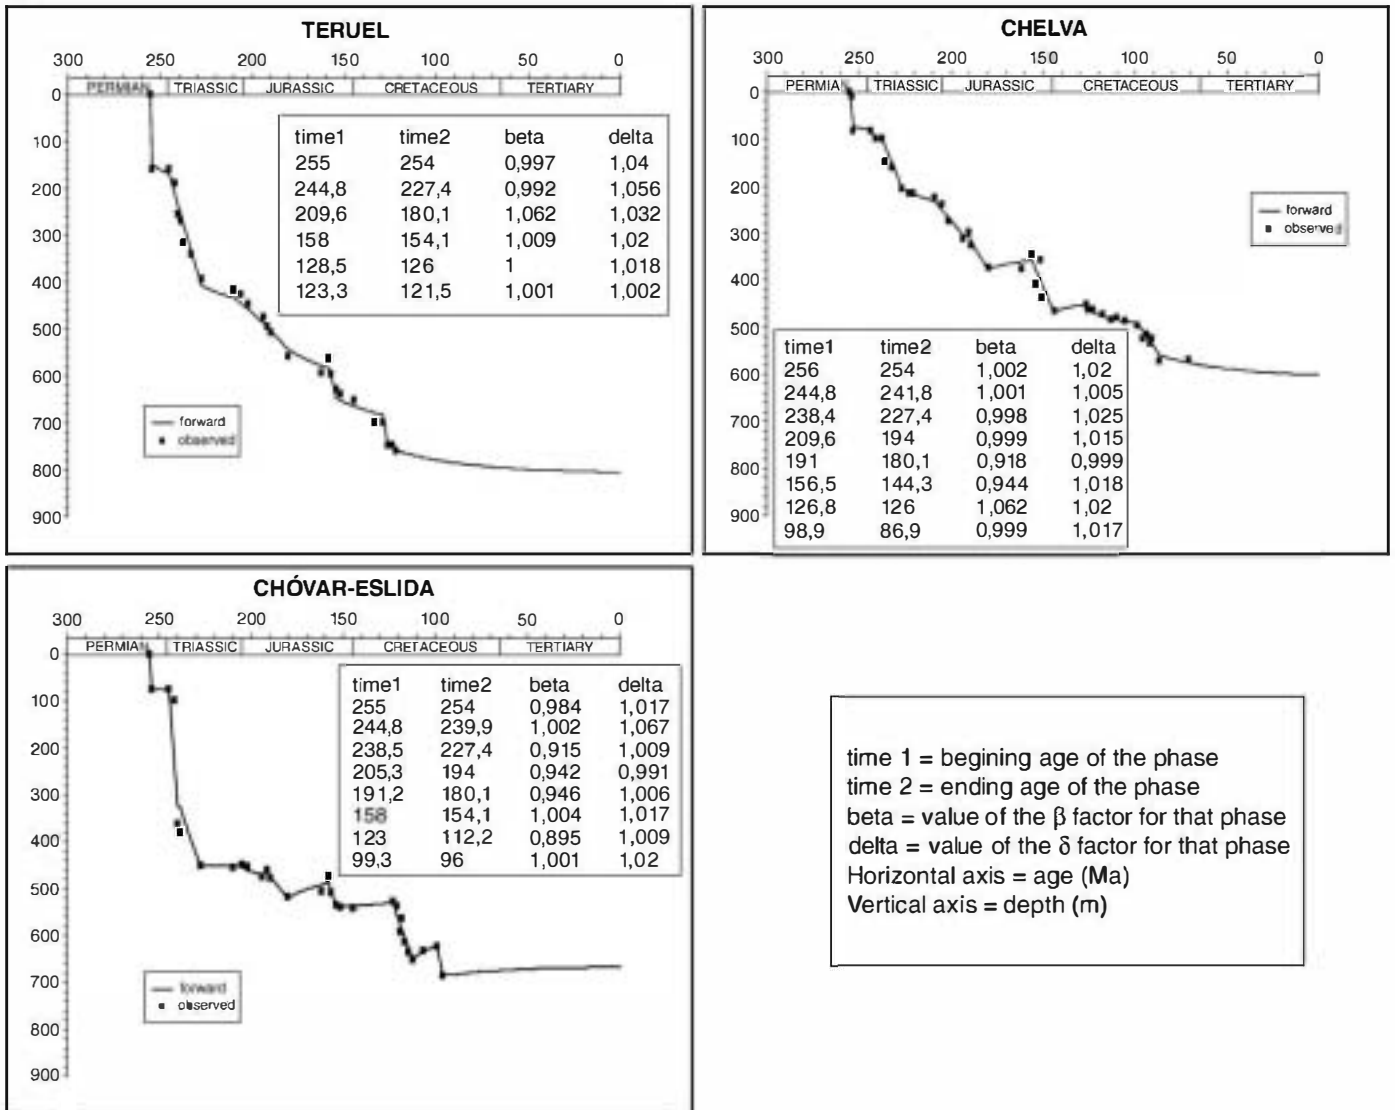 TERUEL
300 250 200 150 100 50 0
PERMIAN TRIASSIC JURASSIC CRETACEOUS TERTIARY
0
100
200
300
400
500
600
700
800
900
time1 time2 beta delta
255 254 0,997 1,04
244,8 227,4 0,992 1,056
209,6 180,1 1,062 1,032
158 154,1 1,009 1,02
128,5 126 1 1,018
123,3 121,5 1,001 1,002
forward
observed
CHELVA
300 250 200 150 100 50 0
PERMIA TRIASSIC JURASSIC CRETACEOUS TERTIARY
0
100
200
300
400
500
600
700
800
900
forward
observed
time1 time2 beta delta
256 254 1,002 1,02
244,8 241,8 1,001 1,005
238,4 227,4 0,998 1,025
209,6 194 0,999 1,015
191 180,1 0,918 0,999
156,5 144,3 0,944 1,018
126,8 126 1,062 1,02
98,9 86,9 0,999 1,017
CHÓVAR-ESLIDA
300 250 200 150 100 50 0
PERMIAN TRIASSIC JURASSIC CRETACEOUS TERTIARY
0
100
200
300
400
500
600
700
800
900
time1 time2 beta delta
255 254 0,984 1,017
244,8 239,9 1,002 1,067
238,5 227,4 0,915 1,009
205,3 194 0,942 0,991
191,2 180,1 0,946 1,006
158 154,1 1,004 1,017
123 112,2 0,895 1,009
99,3 96 1,001 1,02
forward
observed
time 1 = begining age of the phase
time 2 = ending age of the phase
beta = value of the β factor for that phase
delta = value of the δ factor for that phase
Horizontal axis = age (Ma)
Vertical axis = depth (m)